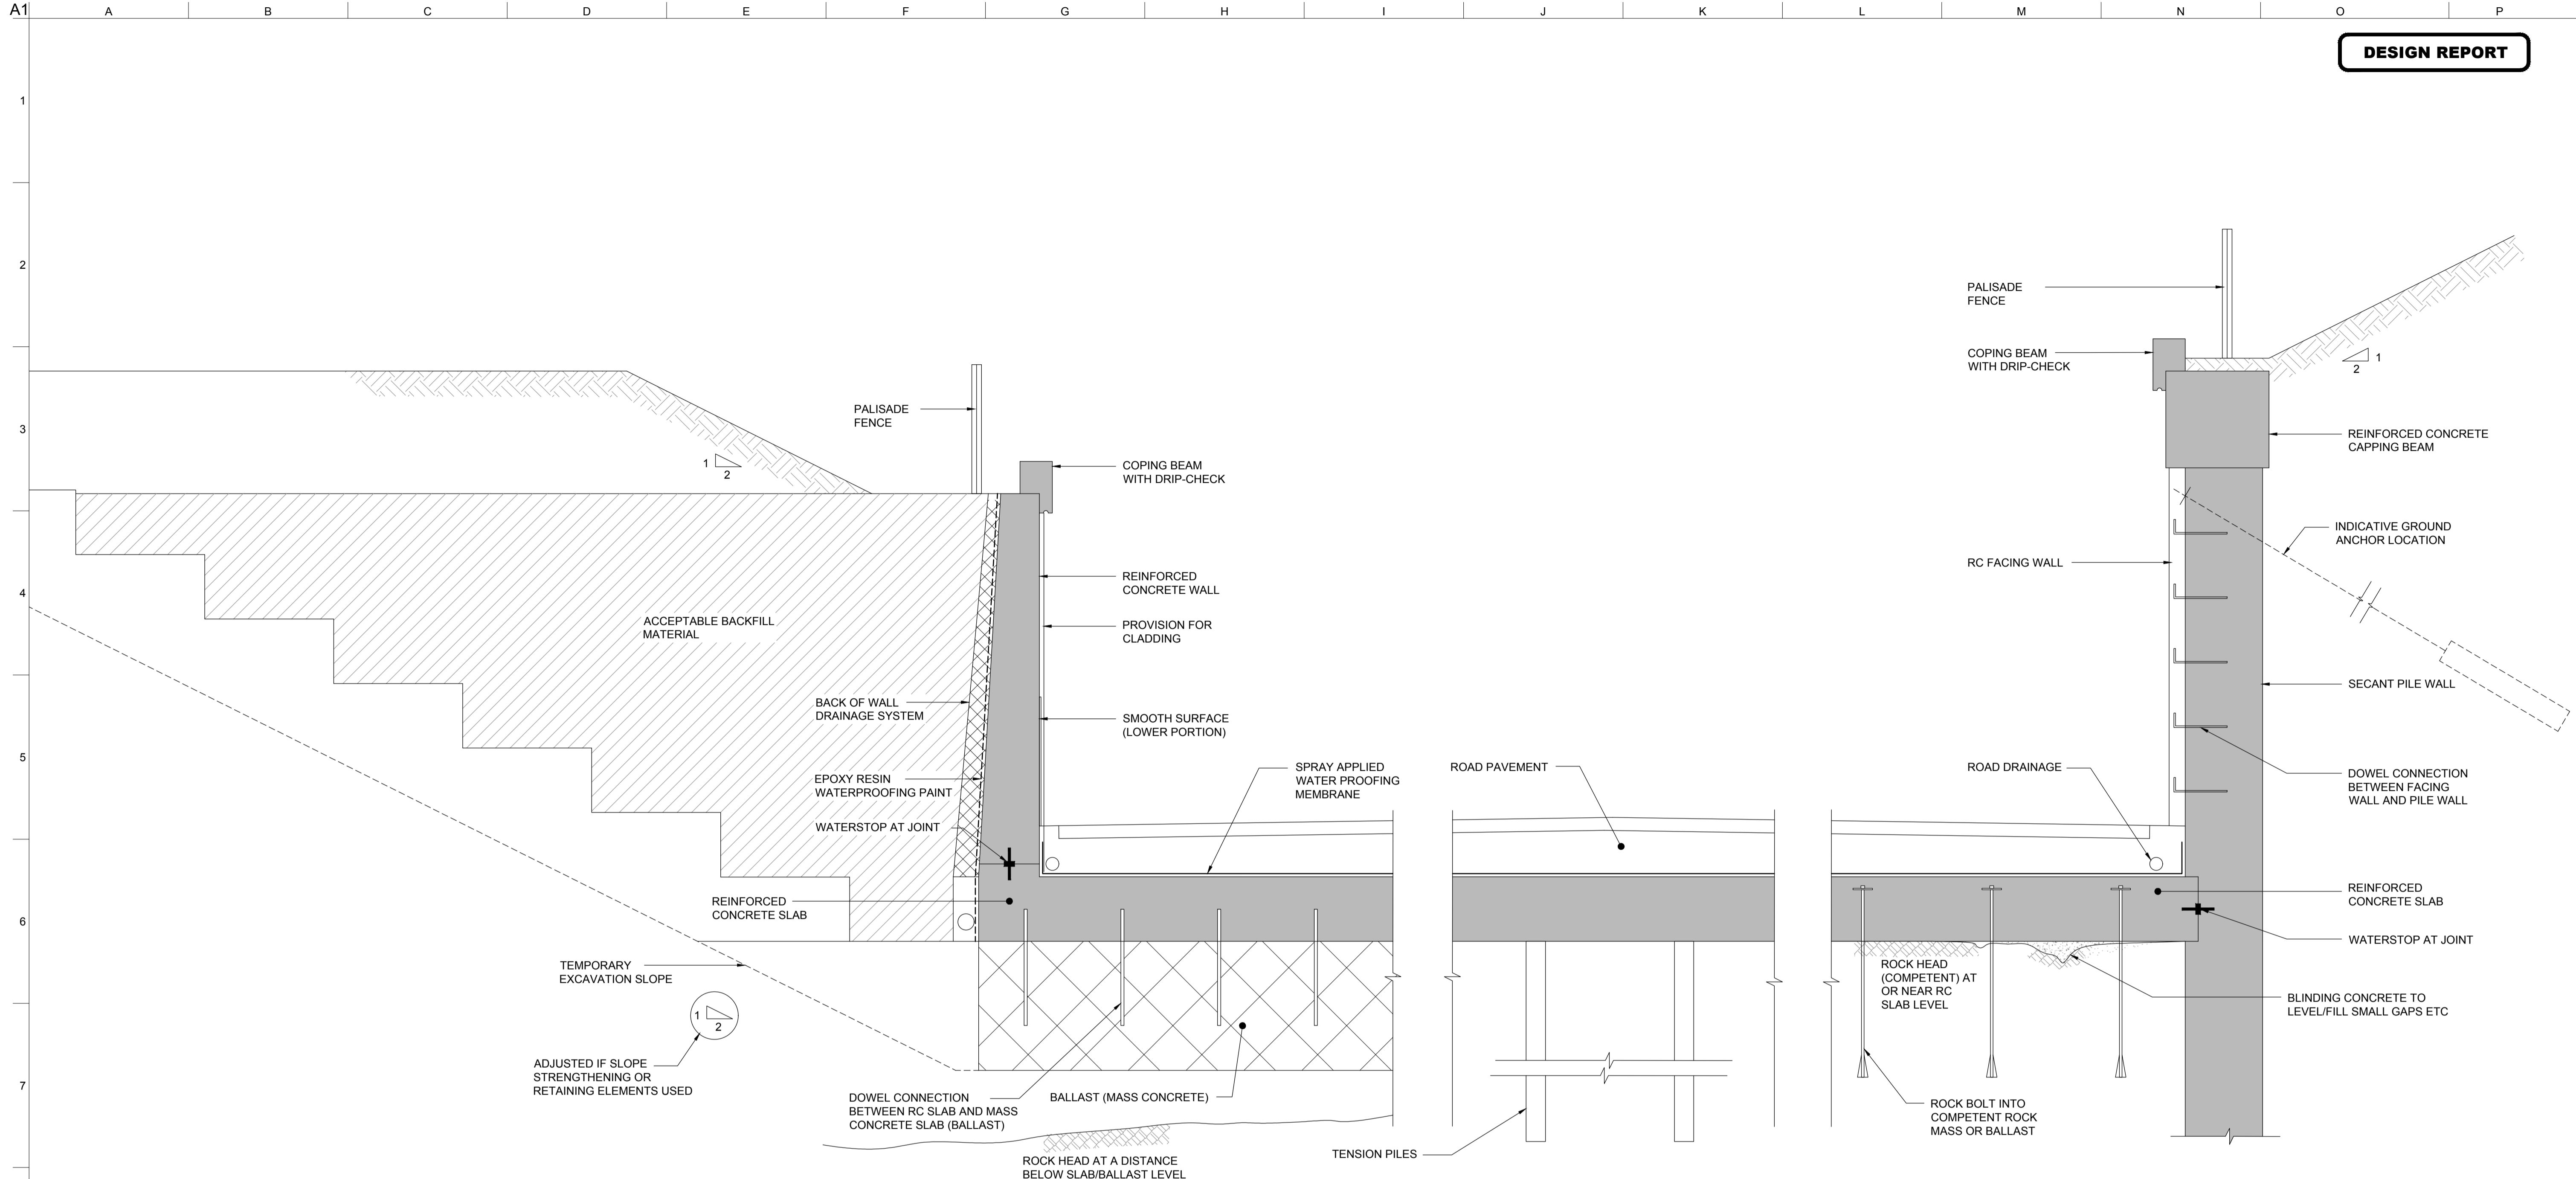 A1
A
B
C
D
E
F
G
H
I
J
K
L
M
N
O
P
DESIGN REPORT
1
2
3
4
5
6
7
PALISADE
FENCE
COPING BEAM
WITH DRIP-CHECK
1
2
REINFORCED CONCRETE
CAPPING BEAM
PALISADE
FENCE
1
2
COPING BEAM
WITH DRIP-CHECK
INDICATIVE GROUND
ANCHOR LOCATION
RC FACING WALL
REINFORCED
CONCRETE WALL
ACCEPTABLE BACKFILL
MATERIAL
PROVISION FOR
CLADDING
BACK OF WALL
DRAINAGE SYSTEM
SMOOTH SURFACE
(LOWER PORTION)
SECANT PILE WALL
EPOXY RESIN
WATERPROOFING PAINT
SPRAY APPLIED
WATER PROOFING
MEMBRANE
ROAD PAVEMENT
ROAD DRAINAGE
DOWEL CONNECTION
BETWEEN FACING
WALL AND PILE WALL
WATERSTOP AT JOINT
REINFORCED
CONCRETE SLAB
REINFORCED
CONCRETE SLAB
WATERSTOP AT JOINT
TEMPORARY
EXCAVATION SLOPE
ROCK HEAD
(COMPETENT) AT
OR NEAR RC
SLAB LEVEL
BLINDING CONCRETE TO
LEVEL/FILL SMALL GAPS ETC
1
2
ADJUSTED IF SLOPE
STRENGTHENING OR
RETAINING ELEMENTS USED
DOWEL CONNECTION
BETWEEN RC SLAB AND MASS
CONCRETE SLAB (BALLAST)
BALLAST (MASS CONCRETE)
ROCK BOLT INTO
COMPETENT ROCK
MASS OR BALLAST
TENSION PILES
ROCK HEAD AT A DISTANCE
BELOW SLAB/BALLAST LEVEL